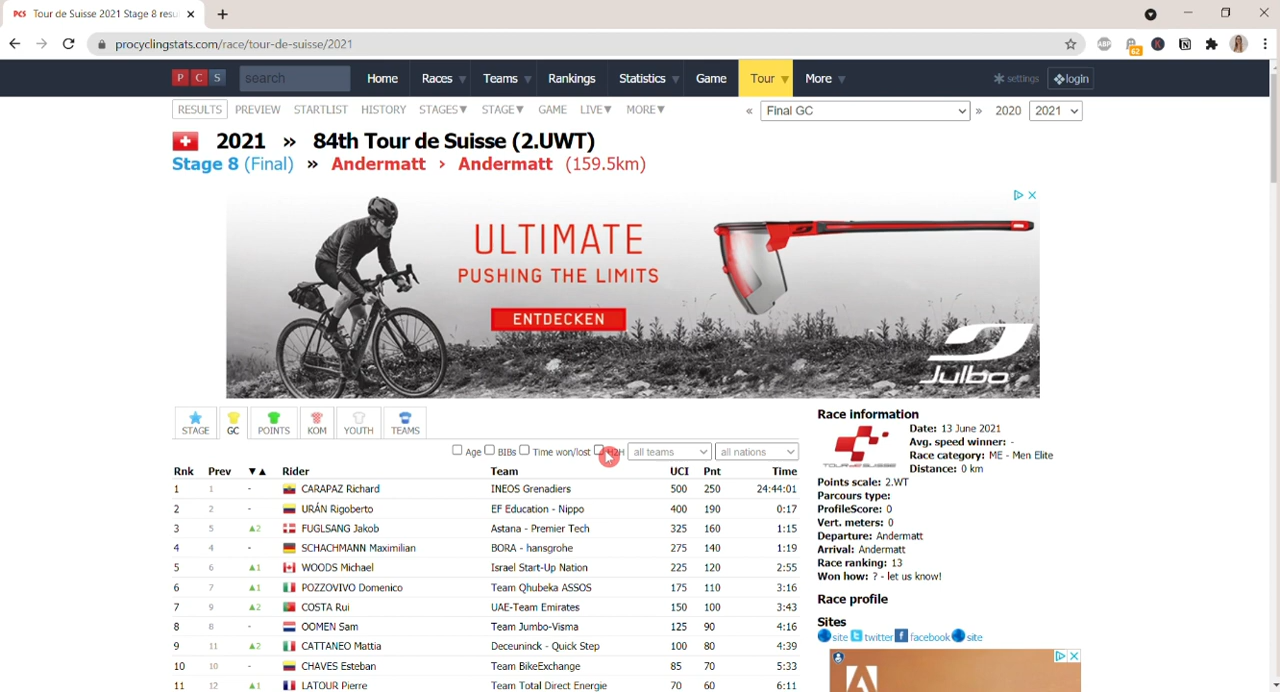 Tour de Suisse 2021 Stage 8 resu
procyclingstats.com/race/tour-de-suisse/2021
ABP 62 K N
P C S search Home Races ▼ Teams ▼ Rankings Statistics ▼ Game Tour ▼ More ▼ settings login
RESULTS PREVIEW STARTLIST HISTORY STAGES▼ STAGE▼ GAME LIVE▼ MORE▼ « Final GC » 2020 2021
2021 » 84th Tour de Suisse (2.UWT)
Stage 8 (Final) » Andermatt › Andermatt (159.5km)
ULTIMATE
PUSHING THE LIMITS
ENTDECKEN
Julbo
STAGE GC POINTS KOM YOUTH TEAMS
Age BIBs Time won/lost H2H all teams all nations
Rnk Prev ▼▲ Rider Team UCI Pnt Time
1 1 - CARAPAZ Richard INEOS Grenadiers 500 250 24:44:01
2 2 - URÁN Rigoberto EF Education - Nippo 400 190 0:17
3 5 ▲2 FUGLSANG Jakob Astana - Premier Tech 325 160 1:15
4 4 - SCHACHMANN Maximilian BORA - hansgrohe 275 140 1:19
5 6 ▲1 WOODS Michael Israel Start-Up Nation 225 120 2:55
6 7 ▲1 POZZOVIVO Domenico Team Qhubeka ASSOS 175 110 3:16
7 9 ▲2 COSTA Rui UAE-Team Emirates 150 100 3:43
8 8 - OOMEN Sam Team Jumbo-Visma 125 90 4:16
9 11 ▲2 CATTANEO Mattia Deceuninck - Quick Step 100 80 4:39
10 10 - CHAVES Esteban Team BikeExchange 85 70 5:33
11 12 ▲1 LATOUR Pierre Team Total Direct Energie 70 60 6:11
Race information
TOUR DE SUISSE
Date: 13 June 2021
Avg. speed winner: -
Race category: ME - Men Elite
Distance: 0 km
Points scale: 2.WT
Parcours type:
ProfileScore: 0
Vert. meters: 0
Departure: Andermatt
Arrival: Andermatt
Race ranking: 13
Won how: ? - let us know!
Race profile
Sites
site twitter facebook site